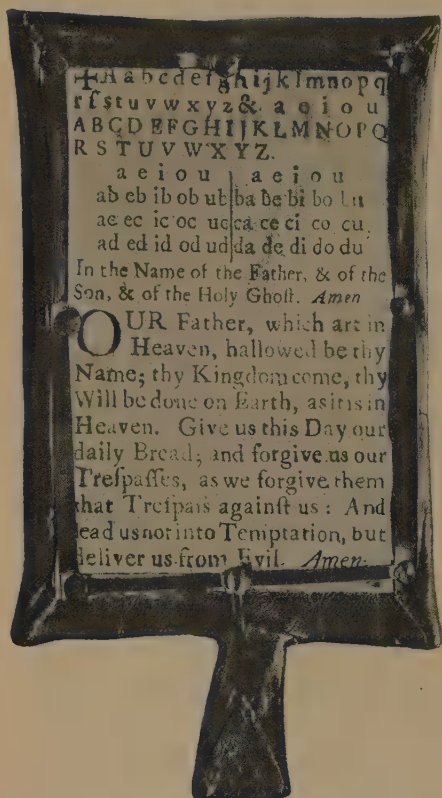 ✠A a b c d e f g h i j k l m n o p q
r ſ s t u v w x y z & a e i o u
A B C D E F G H I J K L M N O P Q
R S T U V W X Y Z.
a e i o u | a e i o u
ab eb ib ob ub | ba be bi bo bu
ac ec ic oc uc | ca ce ci co cu
ad ed id od ud | da de di do du
In the Name of the Father, & of the
Son, & of the Holy Ghoſt. Amen
OUR Father, which art in
Heaven, hallowed be thy
Name; thy Kingdom come, thy
Will be done on Earth, as it is in
Heaven. Give us this Day our
daily Bread; and forgive us our
Treſpaſſes, as we forgive them
that Treſpaſs againſt us: And
lead us not into Temptation, but
deliver us from Evil. Amen.